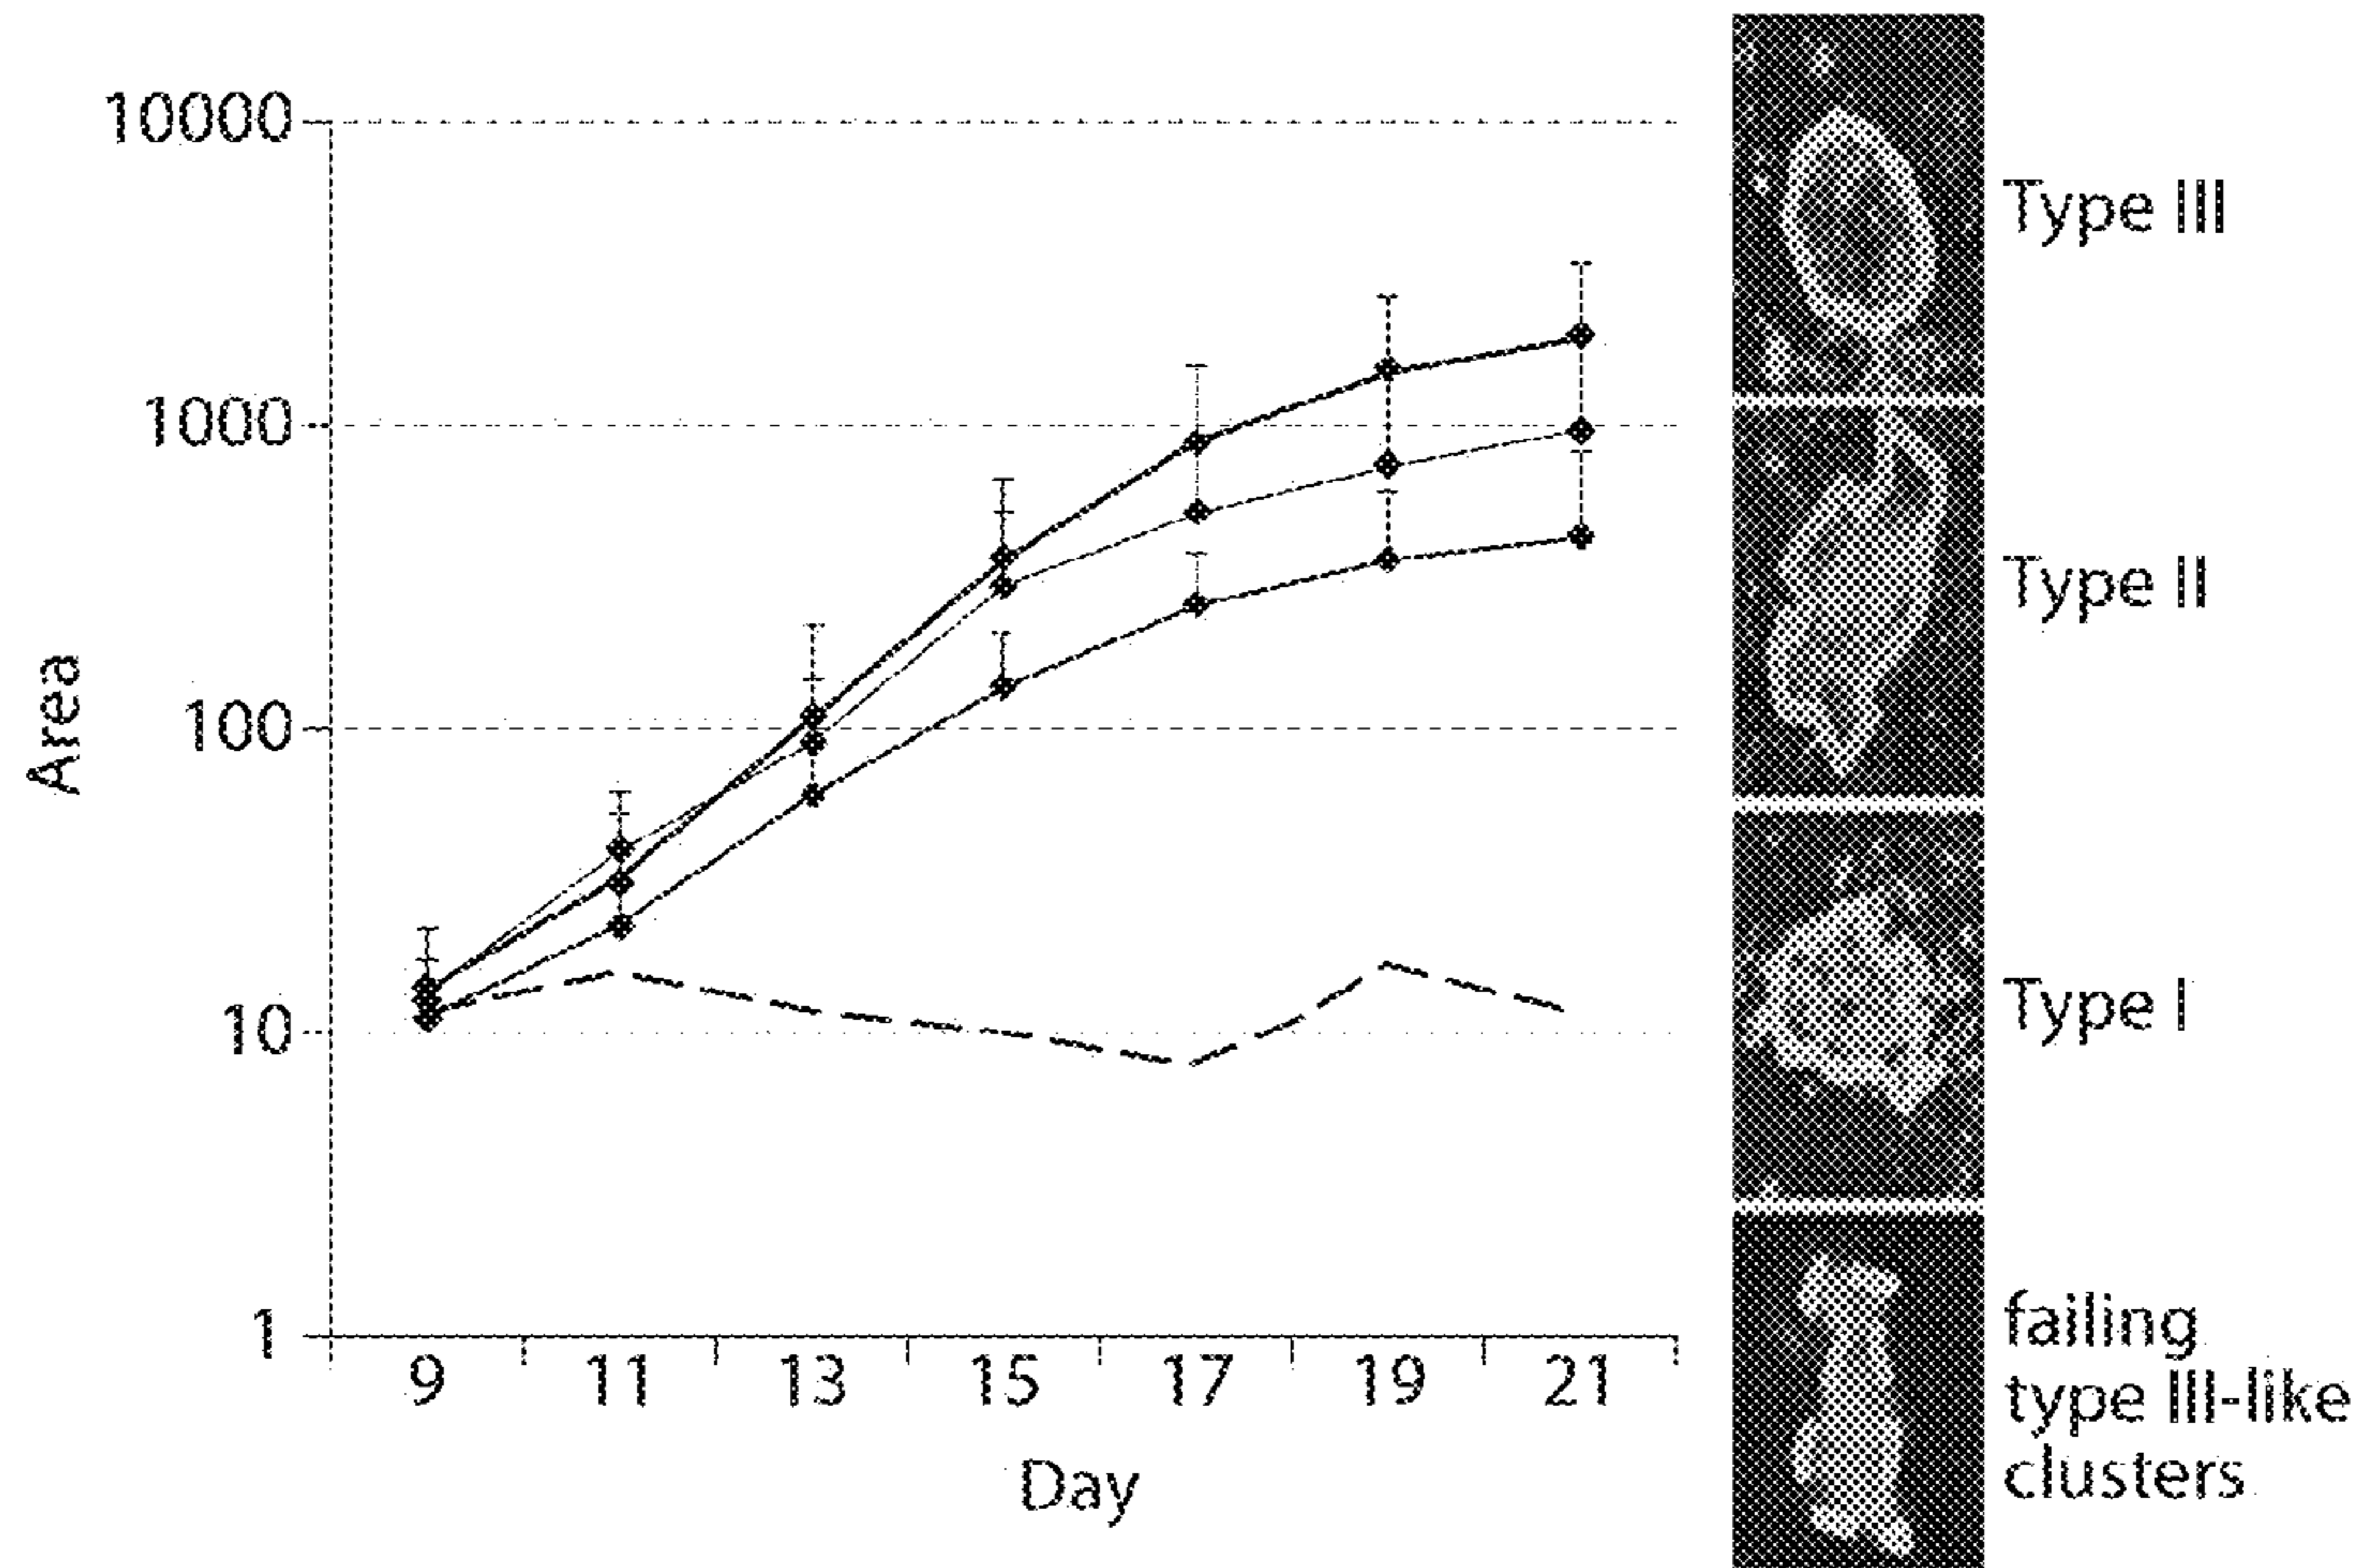 10000
1000
100
10
1
Area
9 11 13 15 17 19 21
Day
Type III
Type II
Type I
failing
type III-like
clusters